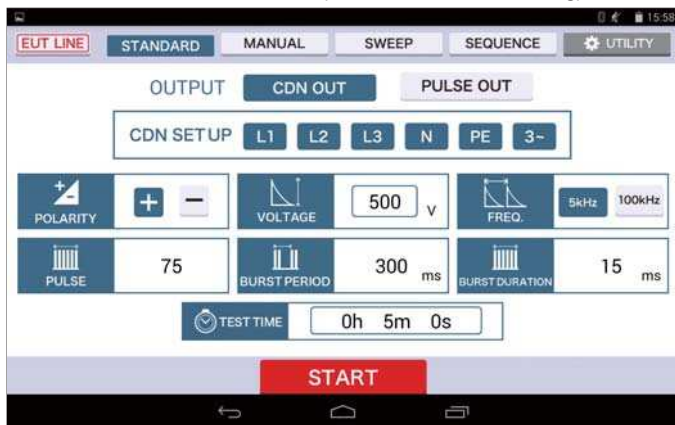 15:58
EUT LINE STANDARD MANUAL SWEEP SEQUENCE UTILITY
OUTPUT CDN OUT PULSE OUT
CDN SETUP L1 L2 L3 N PE 3~
POLARITY + − VOLTAGE 500 V FREQ. 5kHz 100kHz
PULSE 75 BURST PERIOD 300 ms BURST DURATION 15 ms
TEST TIME 0h 5m 0s
START